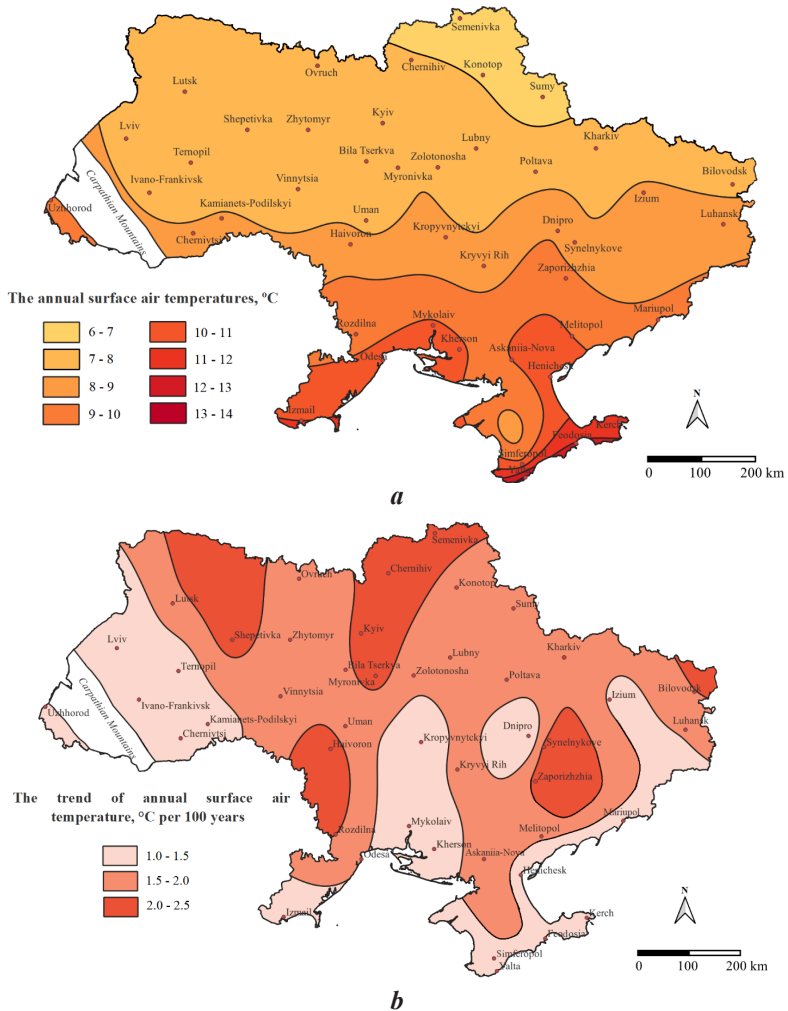 Semenivka
Ovruch
Chernihiv
Konotop
Lutsk
Sumy
Shepetivka
Zhytomyr
Kyiv
Lviv
Lubny
Kharkiv
Ternopil
Bila Tserkva
Zolotonosha
Myronivka
Poltava
Bilovodsk
Ivano-Frankivsk
Vinnytsia
Carpathian Mountains
Uzhhorod
Kamianets-Podilskyi
Uman
Izium
Chernivtsi
Haivoron
Kropyvnytckyi
Dnipro
Luhansk
Synelnykove
Kryvyi Rih
Zaporizhzhia
The annual surface air temperatures, ºC
6 - 7
10 - 11
7 - 8
11 - 12
8 - 9
12 - 13
9 - 10
13 - 14
Rozdilna
Mykolaiv
Mariupol
Melitopol
Kherson
Odesa
Askaniia-Nova
Henichesk
Izmail
Kerch
Feodosia
Simferopol
Yalta
N
0 100 200 km
a
Semenivka
Ovruch
Chernihiv
Konotop
Lutsk
Sumy
Shepetivka
Zhytomyr
Kyiv
Lviv
Lubny
Kharkiv
Ternopil
Bila Tserkva
Zolotonosha
Myronivka
Poltava
Bilovodsk
Ivano-Frankivsk
Vinnytsia
Izium
Carpathian Mountains
Uzhhorod
Kamianets-Podilskyi
Uman
Dnipro
Luhansk
Chernivtsi
Haivoron
Kropyvnytckyi
Synelnykove
Kryvyi Rih
Zaporizhzhia
The trend of annual surface air
temperature, °C per 100 years
1.0 - 1.5
1.5 - 2.0
2.0 - 2.5
Rozdilna
Mykolaiv
Mariupol
Melitopol
Kherson
Odesa
Askaniia-Nova
Henichesk
Izmail
Kerch
Feodosia
Simferopol
Yalta
N
0 100 200 km
b